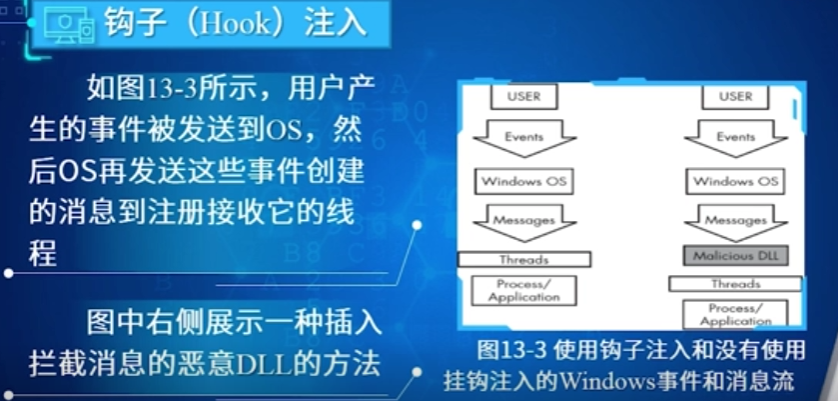 钩子（Hook）注入
如图13-3所示，用户产
生的事件被发送到OS，然
后OS再发送这些事件创建
的消息到注册接收它的线
程
图中右侧展示一种插入
拦截消息的恶意DLL的方法
USER
Events
Windows OS
Messages
Threads
Process/
Application
USER
Events
Windows OS
Messages
Malicious DLL
Threads
Process/
Application
图13-3 使用钩子注入和没有使用
挂钩注入的Windows事件和消息流